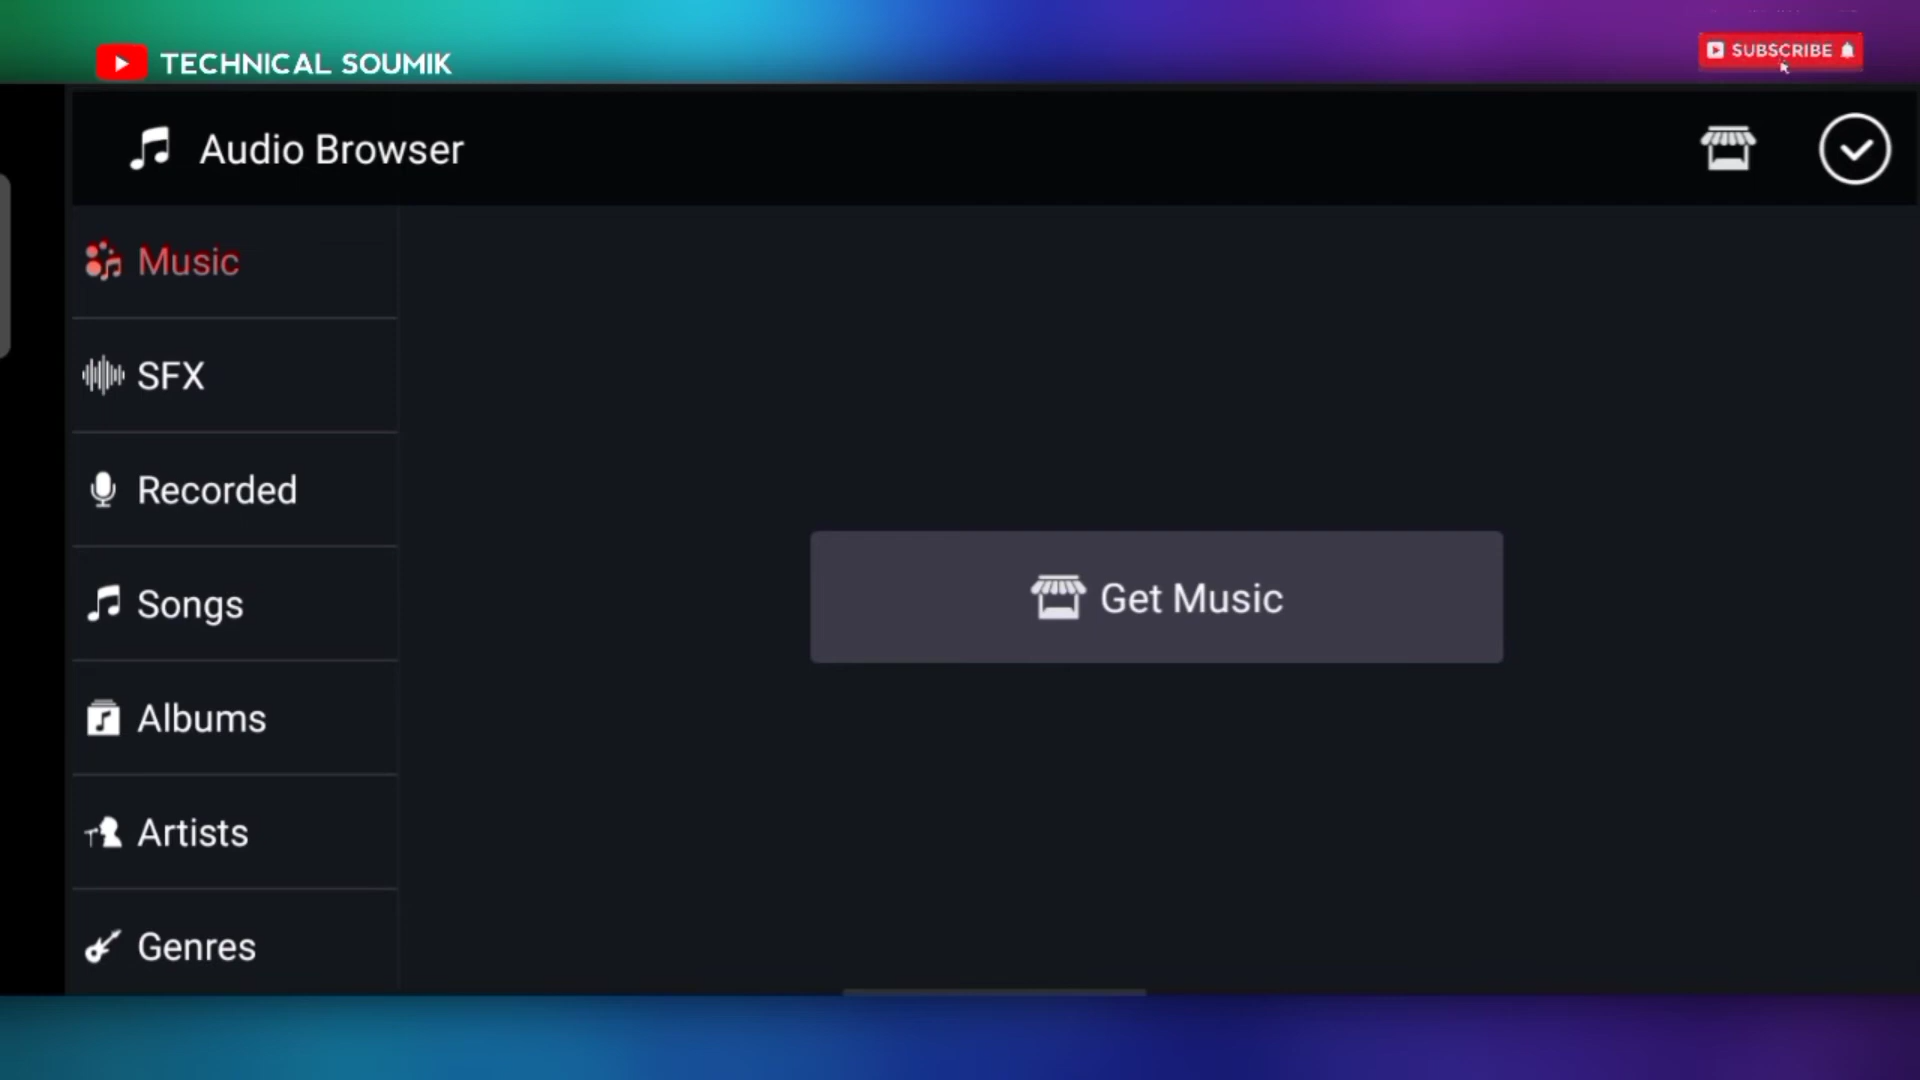 TECHNICAL SOUMIK
SUBSCRIBE
Audio Browser
Music
SFX
Recorded
Songs
Albums
Artists
Genres
Get Music